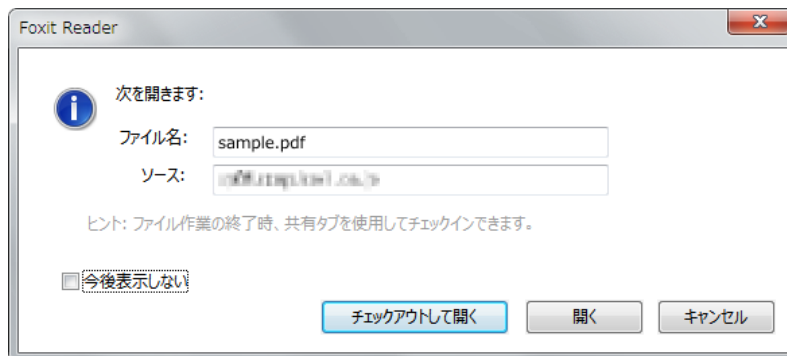 Foxit Reader
次を開きます:
ファイル名: sample.pdf
ソース:
ヒント: ファイル作業の終了時、共有タブを使用してチェックインできます。
今後表示しない
チェックアウトして開く 開く キャンセル